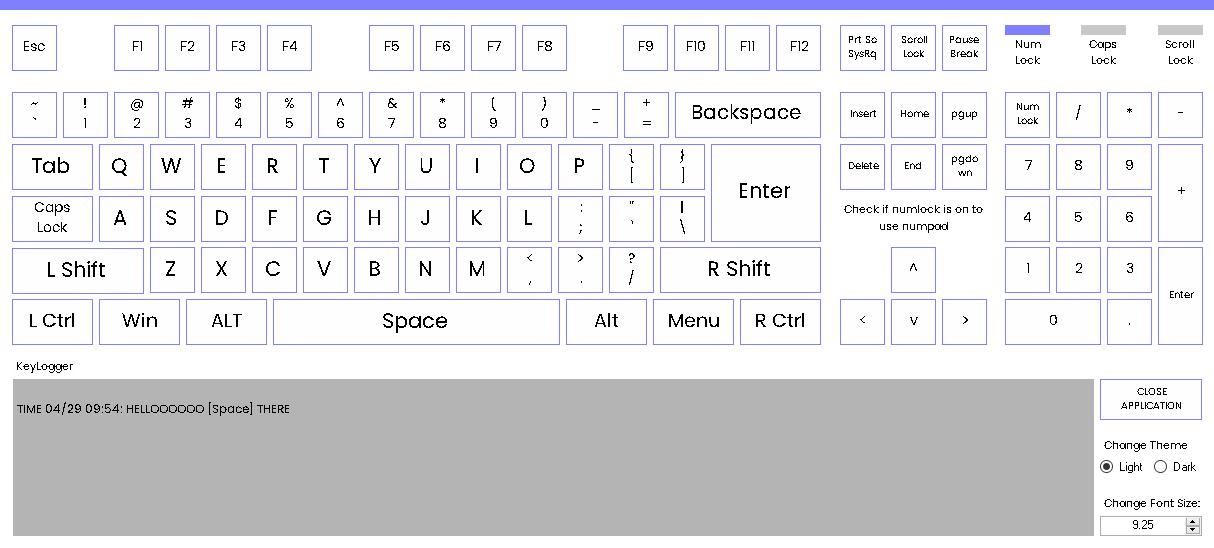 Esc F1 F2 F3 F4 F5 F6 F7 F8 F9 F10 F11 F12 Prt Sc SysRq Scroll Lock Pause Break Num Lock Caps Lock Scroll Lock
~ ` ! 1 @ 2 # 3 $ 4 % 5 ^ 6 & 7 * 8 ( 9 ) 0 _ - + = Backspace Insert Home pgup Num Lock / * -
Tab Q W E R T Y U I O P { [ } ] Enter Delete End pgdo wn 7 8 9 +
Caps Lock A S D F G H J K L : ; " ' | \ 4 5 6
Check if numlock is on to
use numpad
L Shift Z X C V B N M < , > . ? / R Shift ^ 1 2 3 Enter
L Ctrl Win ALT Space Alt Menu R Ctrl < v > 0 .
KeyLogger
TIME 04/29 09:54: HELLOOOOOO [Space] THERE
CLOSE
APPLICATION
Change Theme
Light Dark
Change Font Size:
9.25